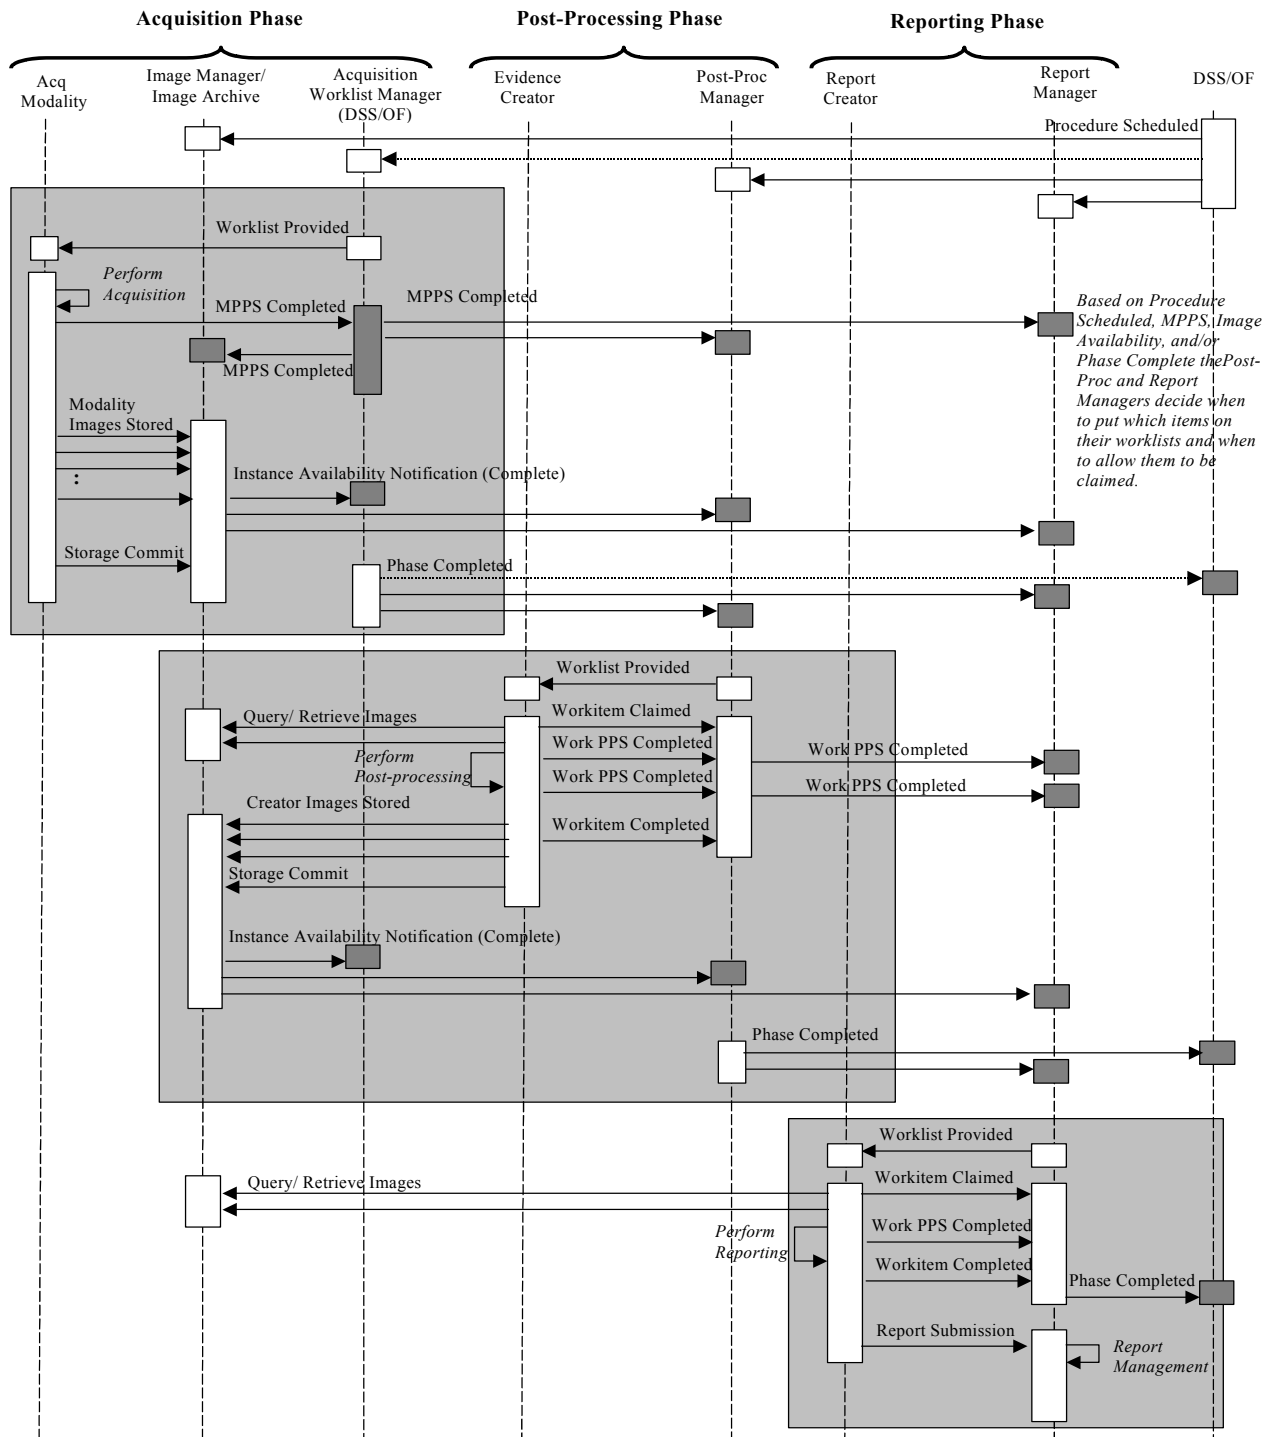 Acquisition Phase
Post-Processing Phase
Reporting Phase
Acq
Modality
Image Manager/
Image Archive
Acquisition
Worklist Manager
(DSS/OF)
Evidence
Creator
Post-Proc
Manager
Report
Creator
Report
Manager
DSS/OF
Procedure Scheduled
Worklist Provided
Perform
Acquisition
MPPS Completed
MPPS Completed
MPPS Completed
Based on Procedure
Scheduled, MPPS, Image
Availability, and/or
Phase Complete thePost-
Proc and Report
Managers decide when
to put which items on
their worklists and when
to allow them to be
claimed.
Modality
Images Stored
:
Instance Availability Notification (Complete)
Storage Commit
Phase Completed
Worklist Provided
Query/ Retrieve Images
Workitem Claimed
Perform
Post-processing
Work PPS Completed
Work PPS Completed
Work PPS Completed
Work PPS Completed
Creator Images Stored
Workitem Completed
Storage Commit
Instance Availability Notification (Complete)
Phase Completed
Worklist Provided
Query/ Retrieve Images
Workitem Claimed
Perform
Reporting
Work PPS Completed
Workitem Completed
Phase Completed
Report Submission
Report
Management